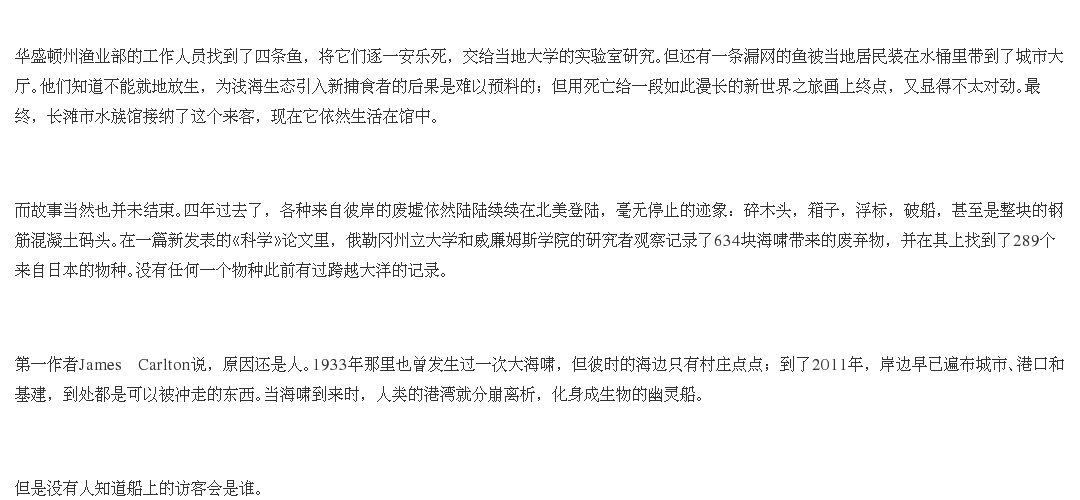 华盛顿州渔业部的工作人员找到了四条鱼，将它们逐一安乐死，交给当地大学的实验室研究。但还有一条漏网的鱼被当地居民装在水桶里带到了城市大
厅。他们知道不能就地放生，为浅海生态引入新捕食者的后果是难以预料的；但用死亡给一段如此漫长的新世界之旅画上终点，又显得不太对劲。最
终，长滩市水族馆接纳了这个来客，现在它依然生活在馆中。
而故事当然也并未结束。四年过去了，各种来自彼岸的废墟依然陆陆续续在北美登陆，毫无停止的迹象：碎木头，箱子，浮标，破船，甚至是整块的钢
筋混凝土码头。在一篇新发表的《科学》论文里，俄勒冈州立大学和威廉姆斯学院的研究者观察记录了634块海啸带来的废弃物，并在其上找到了289个
来自日本的物种。没有任何一个物种此前有过跨越大洋的记录。
第一作者James Carlton说，原因还是人。1933年那里也曾发生过一次大海啸，但彼时的海边只有村庄点点；到了2011年，岸边早已遍布城市、港口和
基建，到处都是可以被冲走的东西。当海啸到来时，人类的港湾就分崩离析，化身成生物的幽灵船。
但是没有人知道船上的访客会是谁。